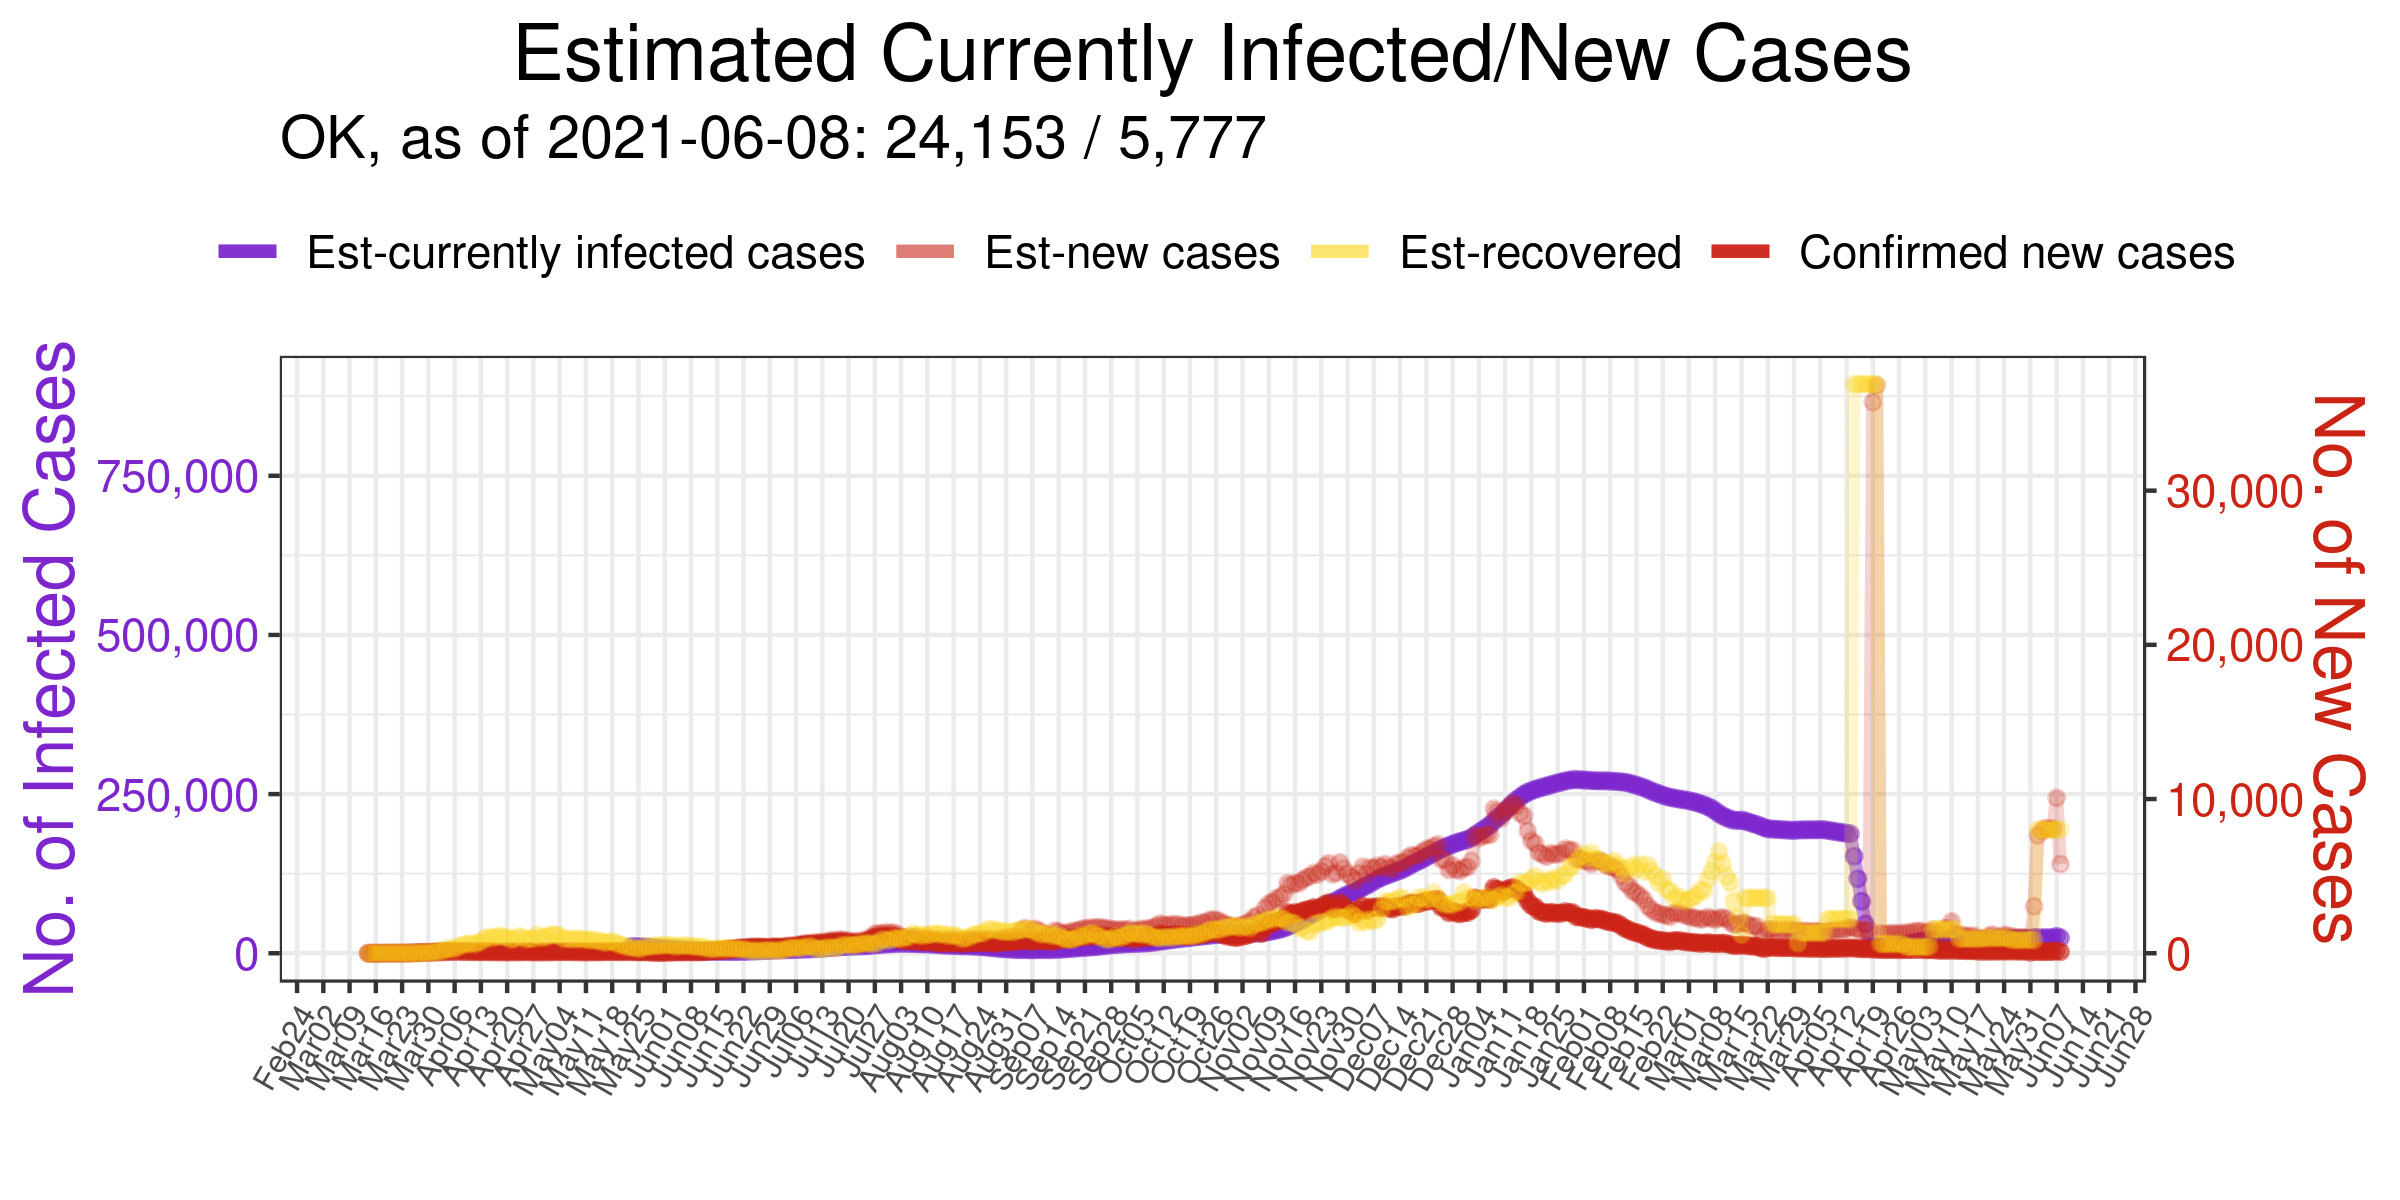 Estimated Currently Infected/New Cases
OK, as of 2021-06-08: 24,153 / 5,777
Est-currently infected cases Est-new cases Est-recovered Confirmed new cases
No. of Infected Cases
750,000
500,000
250,000
0
30,000
20,000
10,000
0
No. of New Cases
Feb24
Mar02
Mar09
Mar16
Mar23
Mar30
Apr06
Apr13
Apr20
Apr27
May04
May11
May18
May25
Jun01
Jun08
Jun15
Jun22
Jun29
Jul06
Jul13
Jul20
Jul27
Aug03
Aug10
Aug17
Aug24
Aug31
Sep07
Sep14
Sep21
Sep28
Oct05
Oct12
Oct19
Oct26
Nov02
Nov09
Nov16
Nov23
Nov30
Dec07
Dec14
Dec21
Dec28
Jan04
Jan11
Jan18
Jan25
Feb01
Feb08
Feb15
Feb22
Mar01
Mar08
Mar15
Mar22
Mar29
Apr05
Apr12
Apr19
Apr26
May03
May10
May17
May24
May31
Jun07
Jun14
Jun21
Jun28